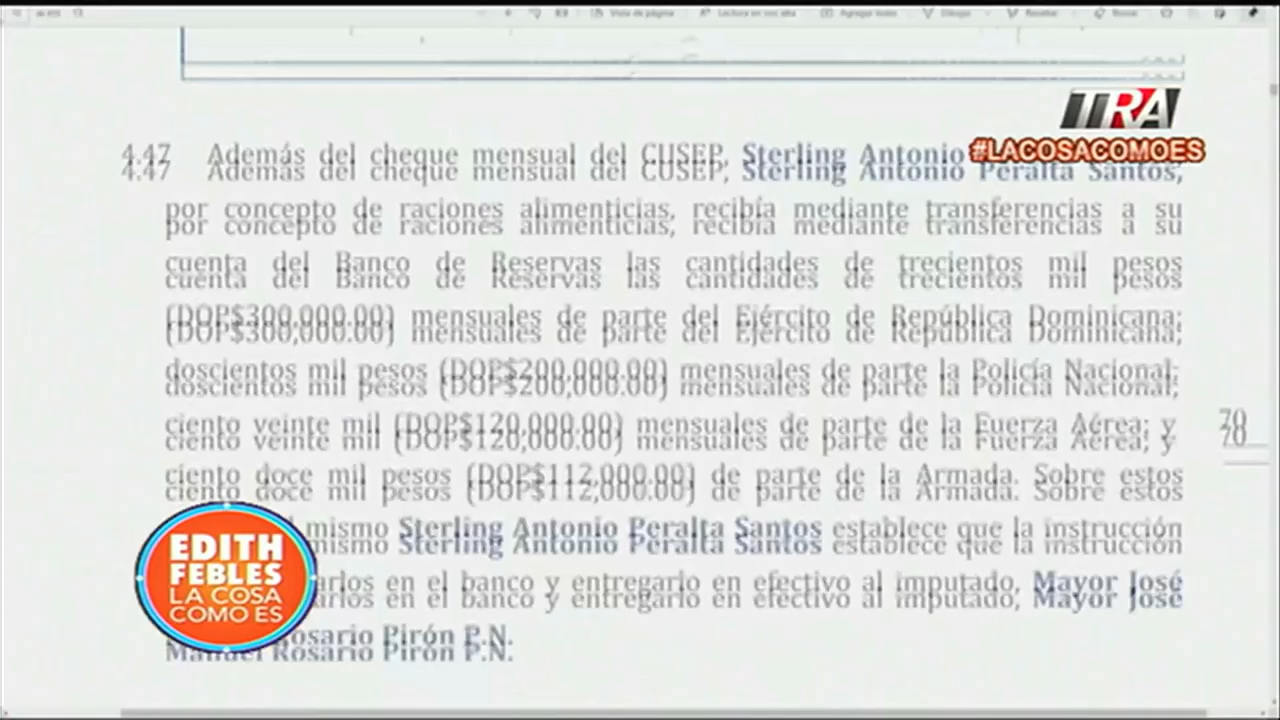 Vista de página
TRA
#LACOSACOMOES
4.47 Además del cheque mensual del CUSEP, Sterling Antonio Peralta Santos,
por concepto de raciones alimenticias, recibía mediante transferencias a su
cuenta del Banco de Reservas las cantidades de trecientos mil pesos
(DOP$300,000.00) mensuales de parte del Ejército de República Dominicana;
doscientos mil pesos (DOP$200,000.00) mensuales de parte la Policía Nacional;
ciento veinte mil (DOP$120,000.00) mensuales de parte de la Fuerza Aérea; y
70
ciento doce mil pesos (DOP$112,000.00) de parte de la Armada. Sobre estos
mismo Sterling Antonio Peralta Santos establece que la instrucción
en el banco y entregarlo en efectivo al imputado, Mayor José
Manuel Rosario Pirón P.N.
EDITH
FEBLES
LA COSA
COMO ES